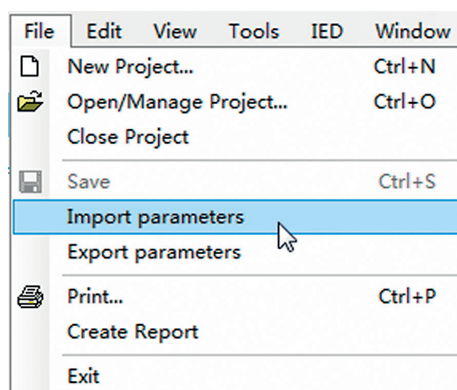 File Edit View Tools IED Window
New Project... Ctrl+N
Open/Manage Project... Ctrl+O
Close Project
Save Ctrl+S
Import parameters
Export parameters
Print... Ctrl+P
Create Report
Exit